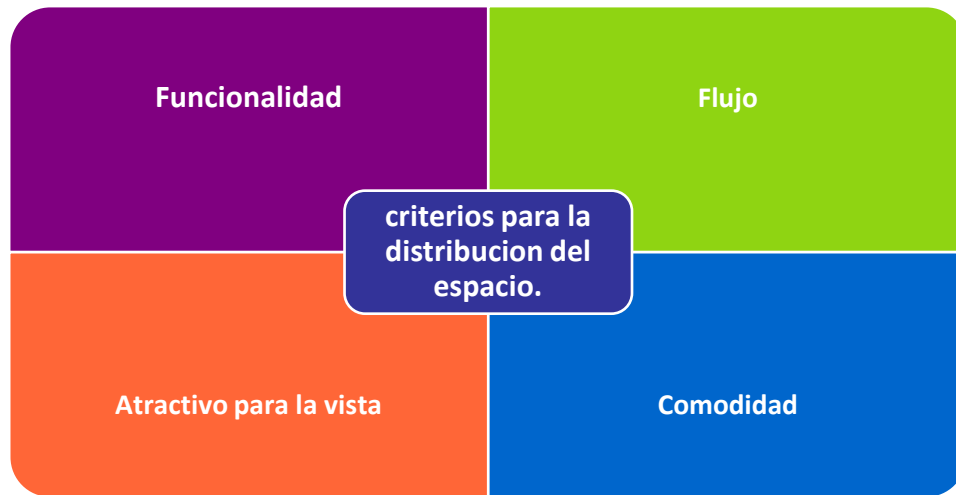 Funcionalidad
Flujo
criterios para la
distribucion del
espacio.
Atractivo para la vista
Comodidad